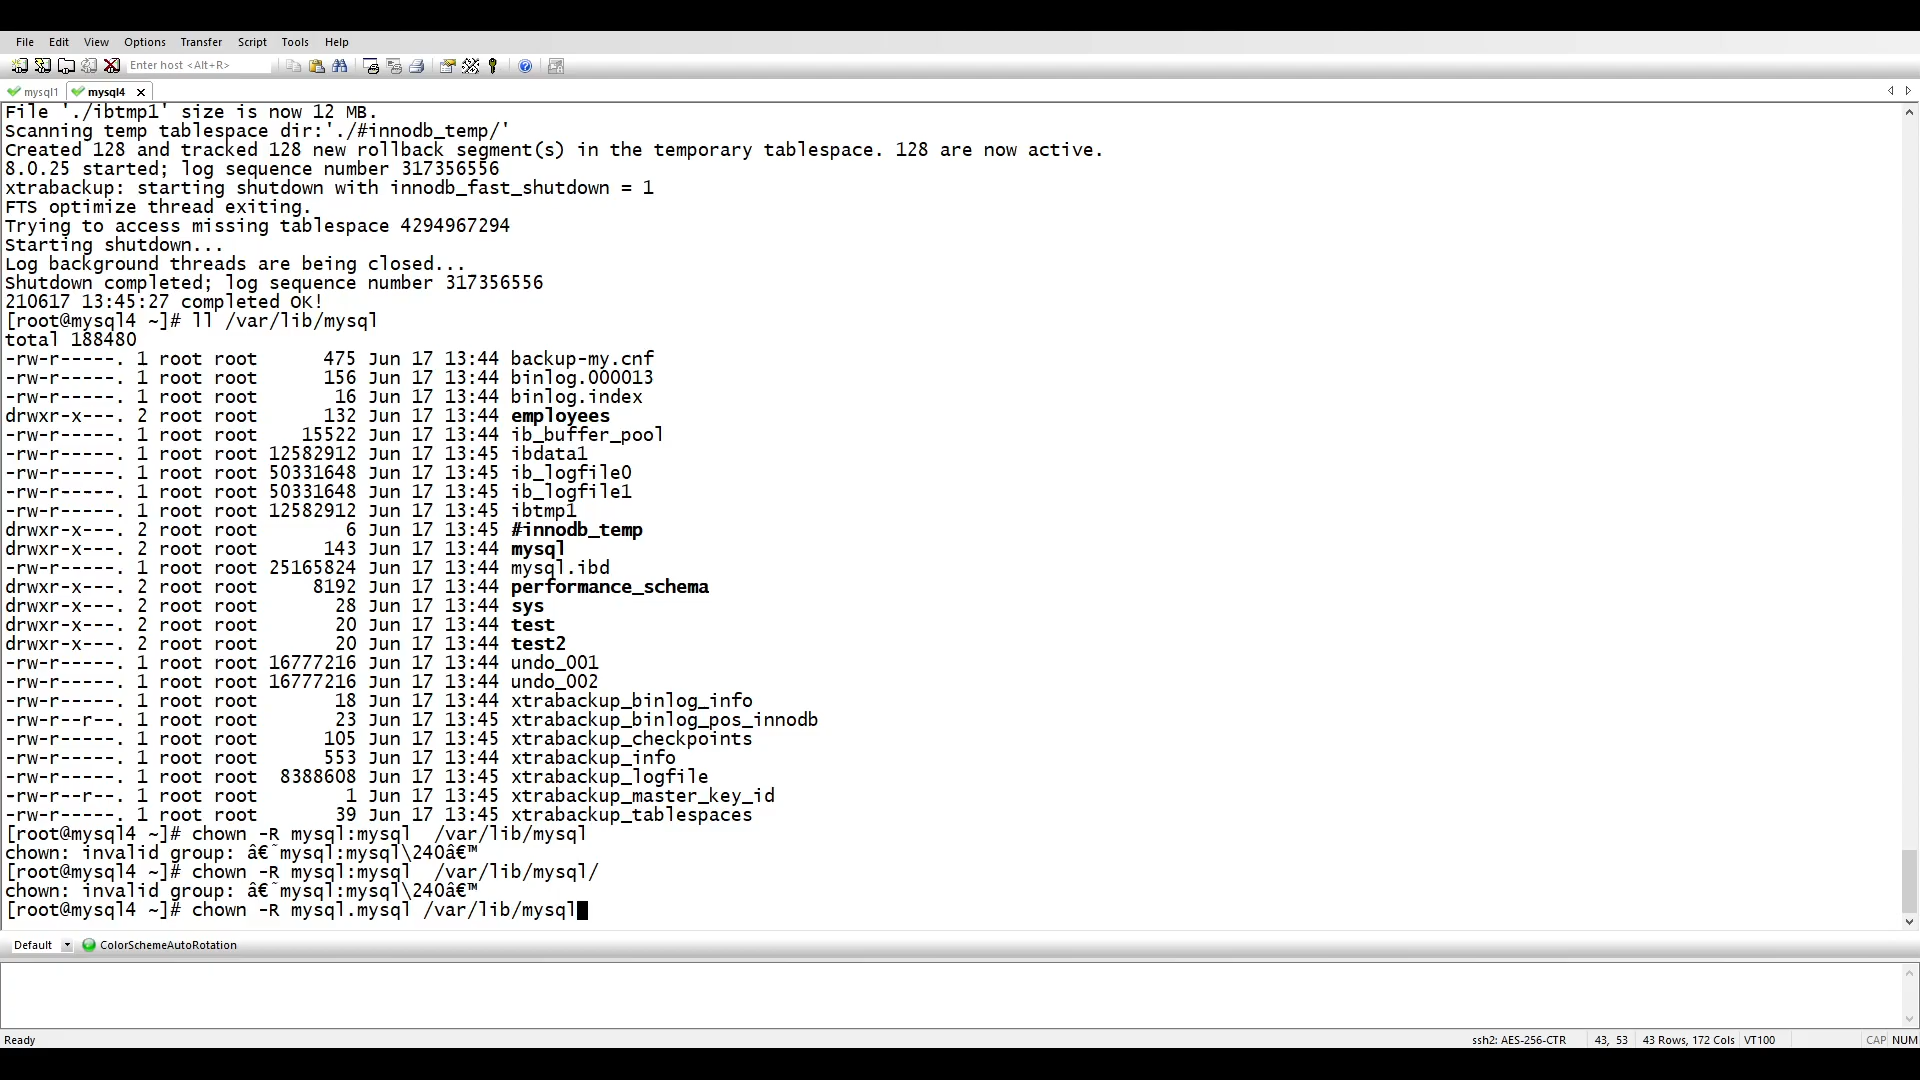 File Edit View Options Transfer Script Tools Help
Enter host <Alt+R>
mysql1 mysql4
File './ibtmp1' size is now 12 MB.
Scanning temp tablespace dir:'./#innodb_temp/'
Created 128 and tracked 128 new rollback segment(s) in the temporary tablespace. 128 are now active.
8.0.25 started; log sequence number 317356556
xtrabackup: starting shutdown with innodb_fast_shutdown = 1
FTS optimize thread exiting.
Trying to access missing tablespace 4294967294
Starting shutdown...
Log background threads are being closed...
Shutdown completed; log sequence number 317356556
210617 13:45:27 completed OK!
[root@mysql4 ~]# ll /var/lib/mysql
total 188480
-rw-r-----. 1 root root      475 Jun 17 13:44 backup-my.cnf
-rw-r-----. 1 root root      156 Jun 17 13:44 binlog.000013
-rw-r-----. 1 root root       16 Jun 17 13:44 binlog.index
drwxr-x---. 2 root root      132 Jun 17 13:44 employees
-rw-r-----. 1 root root    15522 Jun 17 13:44 ib_buffer_pool
-rw-r-----. 1 root root 12582912 Jun 17 13:45 ibdata1
-rw-r-----. 1 root root 50331648 Jun 17 13:45 ib_logfile0
-rw-r-----. 1 root root 50331648 Jun 17 13:45 ib_logfile1
-rw-r-----. 1 root root 12582912 Jun 17 13:45 ibtmp1
drwxr-x---. 2 root root        6 Jun 17 13:45 #innodb_temp
drwxr-x---. 2 root root      143 Jun 17 13:44 mysql
-rw-r-----. 1 root root 25165824 Jun 17 13:44 mysql.ibd
drwxr-x---. 2 root root     8192 Jun 17 13:44 performance_schema
drwxr-x---. 2 root root       28 Jun 17 13:44 sys
drwxr-x---. 2 root root       20 Jun 17 13:44 test
drwxr-x---. 2 root root       20 Jun 17 13:44 test2
-rw-r-----. 1 root root 16777216 Jun 17 13:44 undo_001
-rw-r-----. 1 root root 16777216 Jun 17 13:44 undo_002
-rw-r-----. 1 root root       18 Jun 17 13:44 xtrabackup_binlog_info
-rw-r--r--. 1 root root       23 Jun 17 13:45 xtrabackup_binlog_pos_innodb
-rw-r-----. 1 root root      105 Jun 17 13:45 xtrabackup_checkpoints
-rw-r-----. 1 root root      553 Jun 17 13:44 xtrabackup_info
-rw-r-----. 1 root root  8388608 Jun 17 13:45 xtrabackup_logfile
-rw-r--r--. 1 root root        1 Jun 17 13:45 xtrabackup_master_key_id
-rw-r-----. 1 root root       39 Jun 17 13:45 xtrabackup_tablespaces
[root@mysql4 ~]# chown -R mysql:mysql  /var/lib/mysql
chown: invalid group: â€˜mysql:mysql\240â€™
[root@mysql4 ~]# chown -R mysql:mysql  /var/lib/mysql/
chown: invalid group: â€˜mysql:mysql\240â€™
[root@mysql4 ~]# chown -R mysql.mysql /var/lib/mysql
Default ColorSchemeAutoRotation
Ready ssh2: AES-256-CTR 43, 53 43 Rows, 172 Cols VT100 CAP NUM